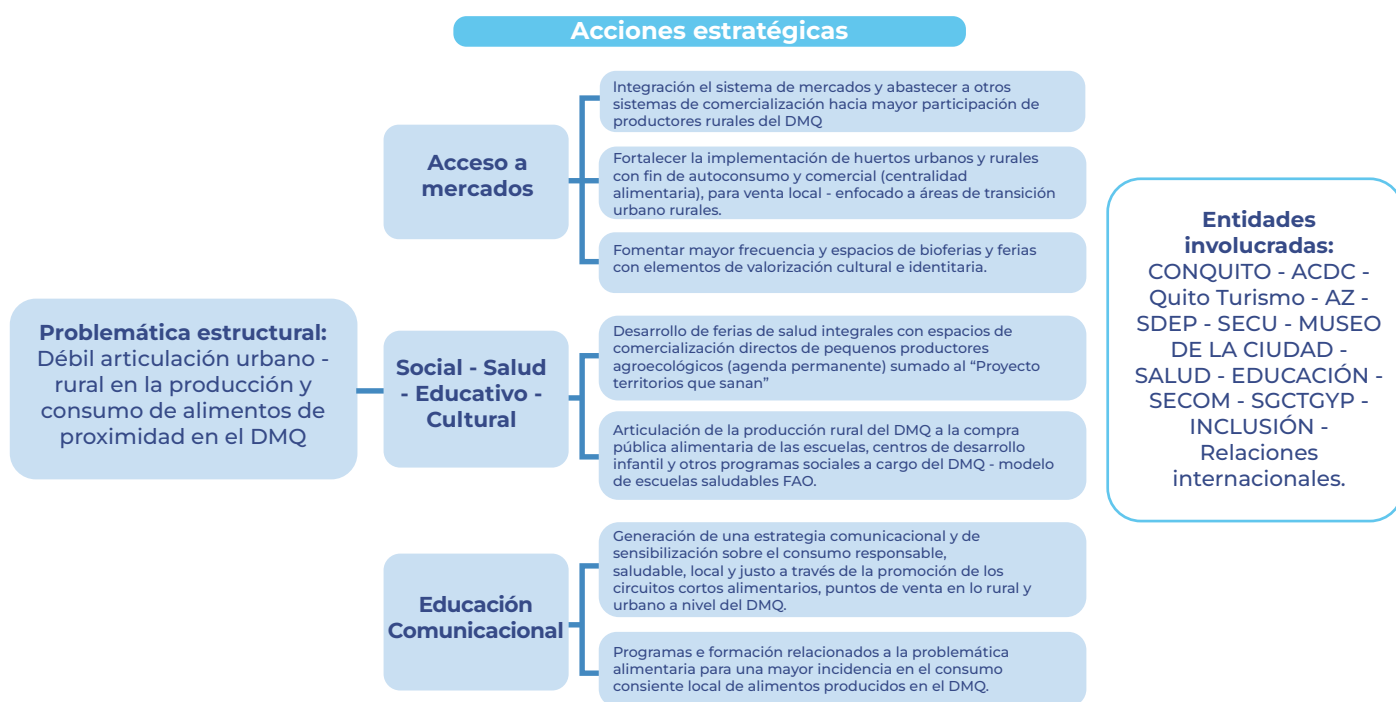 Acciones estratégicas
Problemática estructural:
Débil articulación urbano -
rural en la producción y
consumo de alimentos de
proximidad en el DMQ
Acceso a
mercados
Integración el sistema de mercados y abastecer a otros
sistemas de comercialización hacia mayor participación de
productores rurales del DMQ
Fortalecer la implementación de huertos urbanos y rurales
con fin de autoconsumo y comercial (centralidad
alimentaria), para venta local - enfocado a áreas de transición
urbano rurales.
Fomentar mayor frecuencia y espacios de bioferias y ferias
con elementos de valorización cultural e identitaria.
Social - Salud
- Educativo -
Cultural
Desarrollo de ferias de salud integrales con espacios de
comercialización directos de pequenos productores
agroecológicos (agenda permanente) sumado al “Proyecto
territorios que sanan”
Articulación de la producción rural del DMQ a la compra
pública alimentaria de las escuelas, centros de desarrollo
infantil y otros programas sociales a cargo del DMQ - modelo
de escuelas saludables FAO.
Educación
Comunicacional
Generación de una estrategia comunicacional y de
sensibilización sobre el consumo responsable,
saludable, local y justo a través de la promoción de los
circuitos cortos alimentarios, puntos de venta en lo rural y
urbano a nivel del DMQ.
Programas e formación relacionados a la problemática
alimentaria para una mayor incidencia en el consumo
consiente local de alimentos producidos en el DMQ.
Entidades
involucradas:
CONQUITO - ACDC -
Quito Turismo - AZ -
SDEP - SECU - MUSEO
DE LA CIUDAD -
SALUD - EDUCACIÓN -
SECOM - SGCTGYP -
INCLUSIÓN -
Relaciones
internacionales.